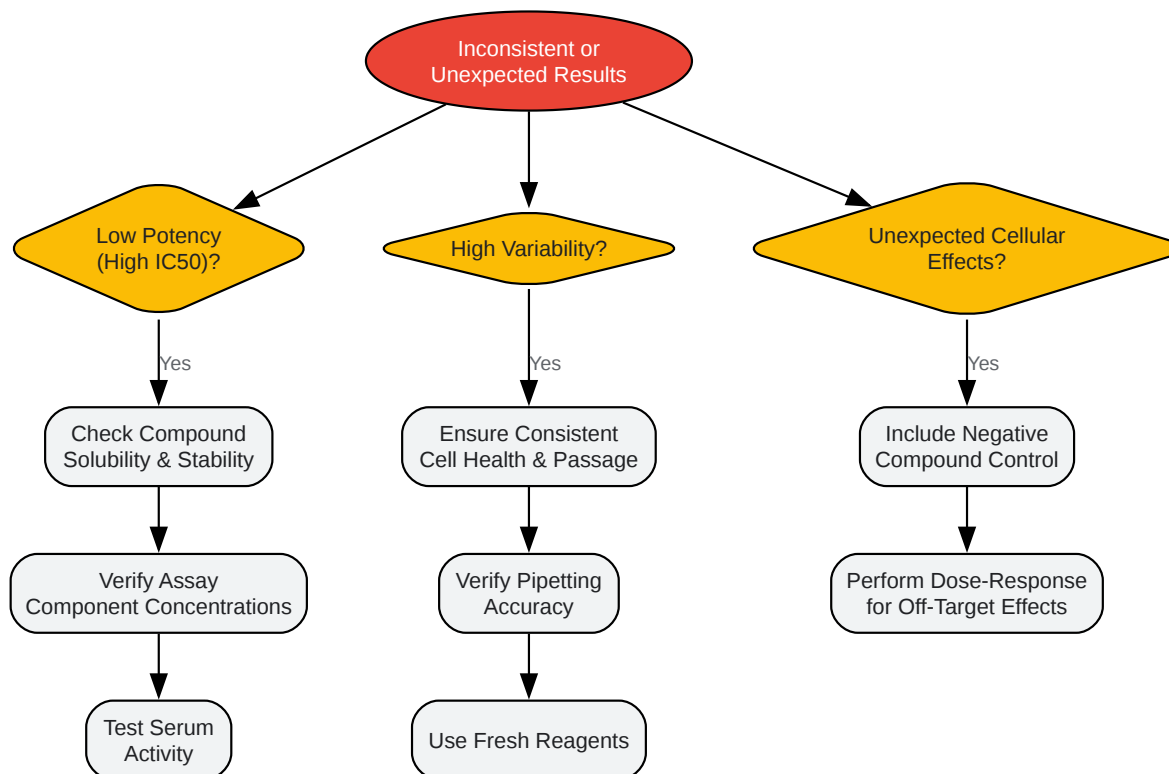 Inconsistent or
Unexpected Results
Low Potency
(High IC50)?
High Variability?
Unexpected Cellular
Effects?
Yes
Yes
Yes
Check Compound
Solubility & Stability
Ensure Consistent
Cell Health & Passage
Include Negative
Compound Control
Verify Assay
Component Concentrations
Verify Pipetting
Accuracy
Perform Dose-Response
for Off-Target Effects
Test Serum
Activity
Use Fresh Reagents